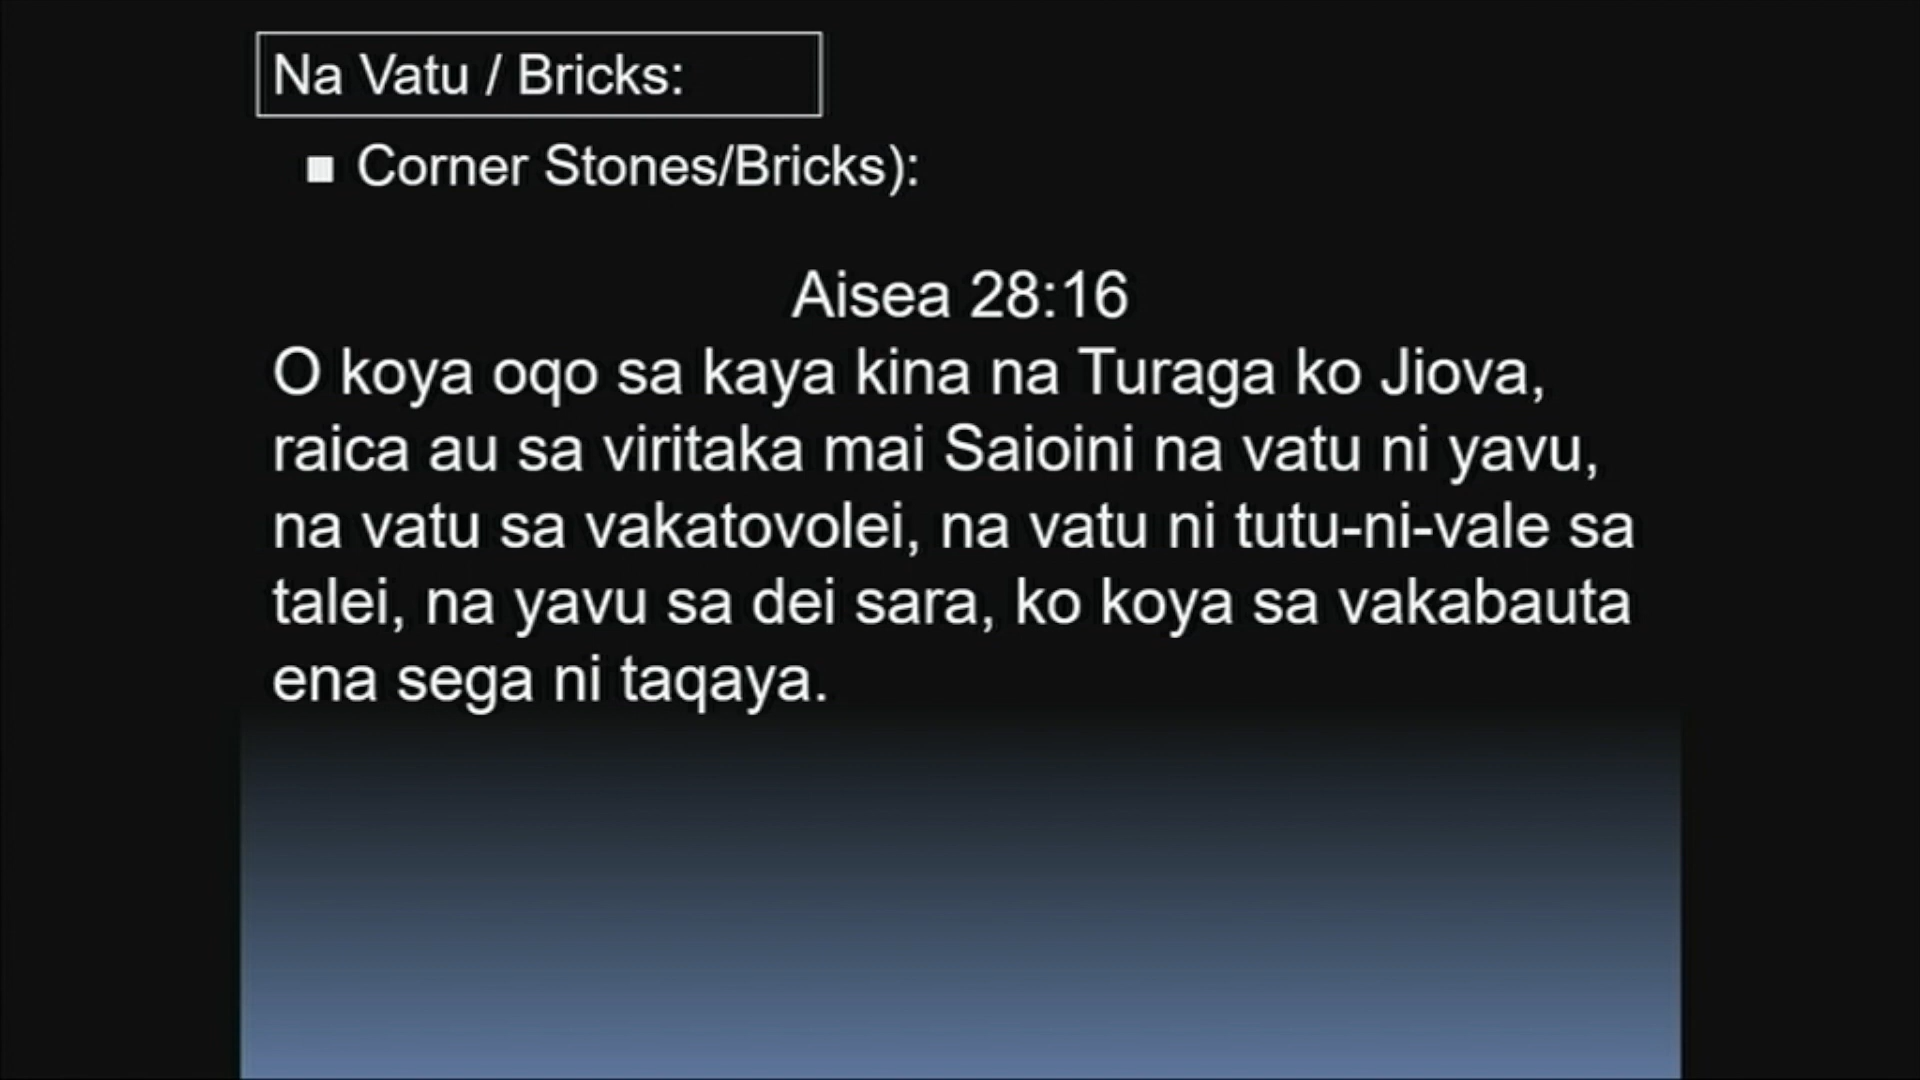 Na Vatu / Bricks:
■ Corner Stones/Bricks):
Aisea 28:16
O koya oqo sa kaya kina na Turaga ko Jiova,
raica au sa viritaka mai Saioini na vatu ni yavu,
na vatu sa vakatovolei, na vatu ni tutu-ni-vale sa
talei, na yavu sa dei sara, ko koya sa vakabauta
ena sega ni taqaya.